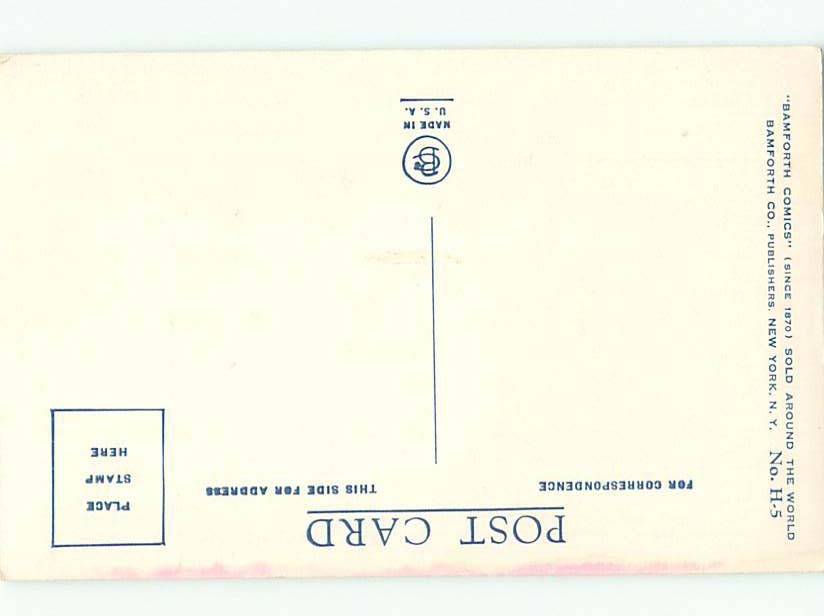 POST CARD
FOR CORRESPONDENCE
THIS SIDE FOR ADDRESS
PLACE
STAMP
HERE
MADE IN
U. S. A.
"BAMFORTH COMICS" (SINCE 1870) SOLD AROUND THE WORLD
BAMFORTH CO., PUBLISHERS. NEW YORK, N. Y. No. H-5